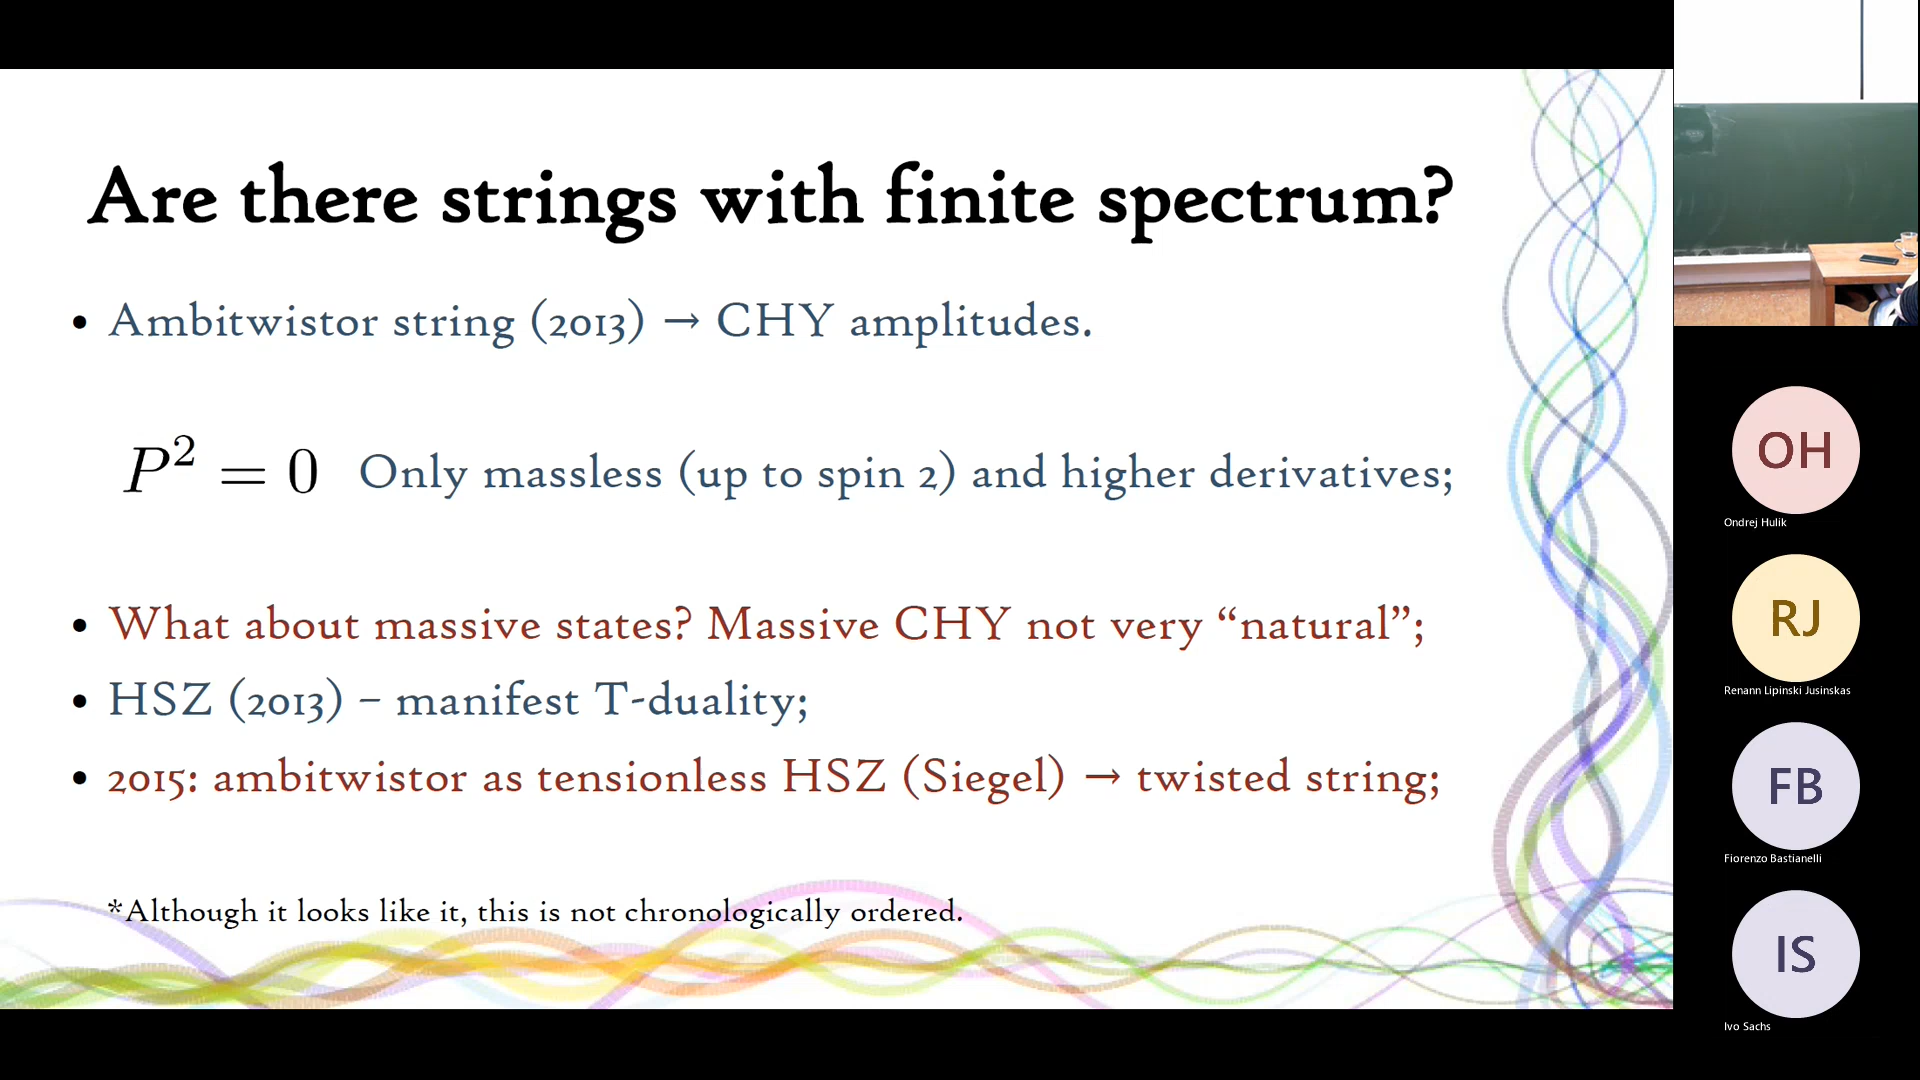 Are there strings with finite spectrum?
• Ambitwistor string (2013) → CHY amplitudes.
P² = 0 Only massless (up to spin 2) and higher derivatives;
• What about massive states? Massive CHY not very “natural”;
• HSZ (2013) – manifest T-duality;
• 2015: ambitwistor as tensionless HSZ (Siegel) → twisted string;
*Although it looks like it, this is not chronologically ordered.
OH
Ondrej Hulik
RJ
Renann Lipinski Jusinskas
FB
Fiorenzo Bastianelli
IS
Ivo Sachs